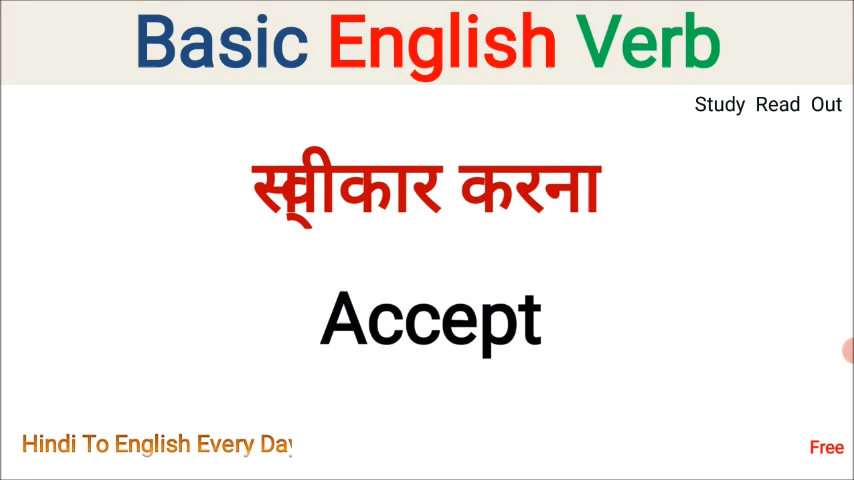 Basic English Verb
Study Read Out
स्वीकार करना
Accept
Hindi To English Every Day
Free